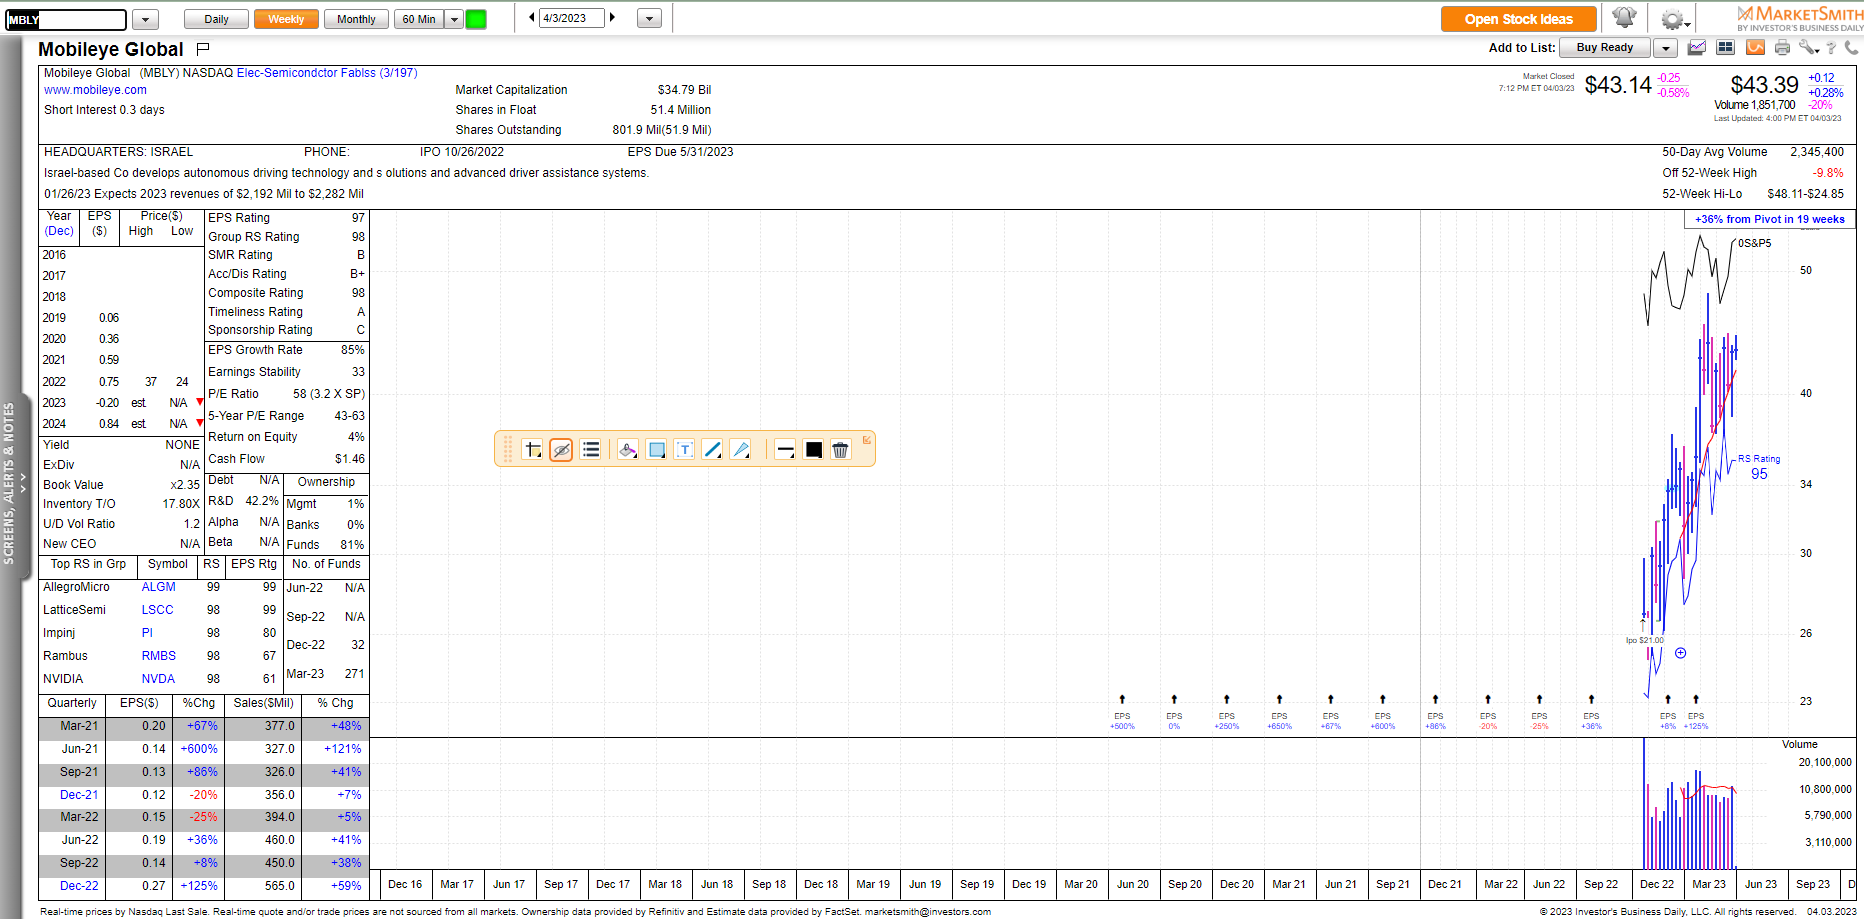 MBLY
Daily
Weekly
Monthly
60 Min
4/3/2023
Open Stock Ideas
MARKETSMITH
BY INVESTOR'S BUSINESS DAILY
Mobileye Global
Add to List:
Buy Ready
Mobileye Global (MBLY) NASDAQ Elec-Semicondctor Fablss (3/197)
www.mobileye.com
Short Interest 0.3 days
Market Capitalization $34.79 Bil
Shares in Float 51.4 Million
Shares Outstanding 801.9 Mil(51.9 Mil)
Market Closed
7:12 PM ET 04/03/23
$43.14
-0.25
-0.58%
$43.39
+0.12
+0.28%
Volume 1,851,700 -20%
Last Updated: 4:00 PM ET 04/03/23
HEADQUARTERS: ISRAEL PHONE: IPO 10/26/2022 EPS Due 5/31/2023
Israel-based Co develops autonomous driving technology and s olutions and advanced driver assistance systems.
01/26/23 Expects 2023 revenues of $2,192 Mil to $2,282 Mil
50-Day Avg Volume 2,345,400
Off 52-Week High -9.8%
52-Week Hi-Lo $48.11-$24.85
Year EPS Price($)
(Dec) ($) High Low
2016
2017
2018
2019 0.06
2020 0.36
2021 0.59
2022 0.75 37 24
2023 -0.20 est N/A
2024 0.84 est N/A
Yield NONE
ExDiv N/A
Book Value x2.35
Inventory T/O 17.80X
U/D Vol Ratio 1.2
New CEO N/A
EPS Rating 97
Group RS Rating 98
SMR Rating B
Acc/Dis Rating B+
Composite Rating 98
Timeliness Rating A
Sponsorship Rating C
EPS Growth Rate 85%
Earnings Stability 33
P/E Ratio 58 (3.2 X SP)
5-Year P/E Range 43-63
Return on Equity 4%
Cash Flow $1.46
Debt N/A
R&D 42.2%
Alpha N/A
Beta N/A
Ownership
Mgmt 1%
Banks 0%
Funds 81%
Top RS in Grp Symbol RS EPS Rtg
AllegroMicro ALGM 99 99
LatticeSemi LSCC 98 99
Impinj PI 98 80
Rambus RMBS 98 67
NVIDIA NVDA 98 61
No. of Funds
Jun-22 N/A
Sep-22 N/A
Dec-22 32
Mar-23 271
Quarterly EPS($) %Chg Sales($Mil) % Chg
Mar-21 0.20 +67% 377.0 +48%
Jun-21 0.14 +600% 327.0 +121%
Sep-21 0.13 +86% 326.0 +41%
Dec-21 0.12 -20% 356.0 +7%
Mar-22 0.15 -25% 394.0 +5%
Jun-22 0.19 +36% 460.0 +41%
Sep-22 0.14 +8% 450.0 +38%
Dec-22 0.27 +125% 565.0 +59%
SCREENS, ALERTS & NOTES
T
+36% from Pivot in 19 weeks
0S&P5
50
40
RS Rating
95
34
30
Ipo $21.00
26
23
EPS EPS EPS EPS EPS EPS EPS EPS EPS EPS EPS EPS
+500% 0% +250% +650% +67% +600% +86% -20% -25% +36% +8% +125%
Volume
20,100,000
10,800,000
5,790,000
3,110,000
Dec 16 Mar 17 Jun 17 Sep 17 Dec 17 Mar 18 Jun 18 Sep 18 Dec 18 Mar 19 Jun 19 Sep 19 Dec 19 Mar 20 Jun 20 Sep 20 Dec 20 Mar 21 Jun 21 Sep 21 Dec 21 Mar 22 Jun 22 Sep 22 Dec 22 Mar 23 Jun 23 Sep 23 D
Real-time prices by Nasdaq Last Sale. Real-time quote and/or trade prices are not sourced from all markets. Ownership data provided by Refinitiv and Estimate data provided by FactSet. marketsmith@investors.com
© 2023 Investor's Business Daily, LLC. All rights reserved. 04.03.2023